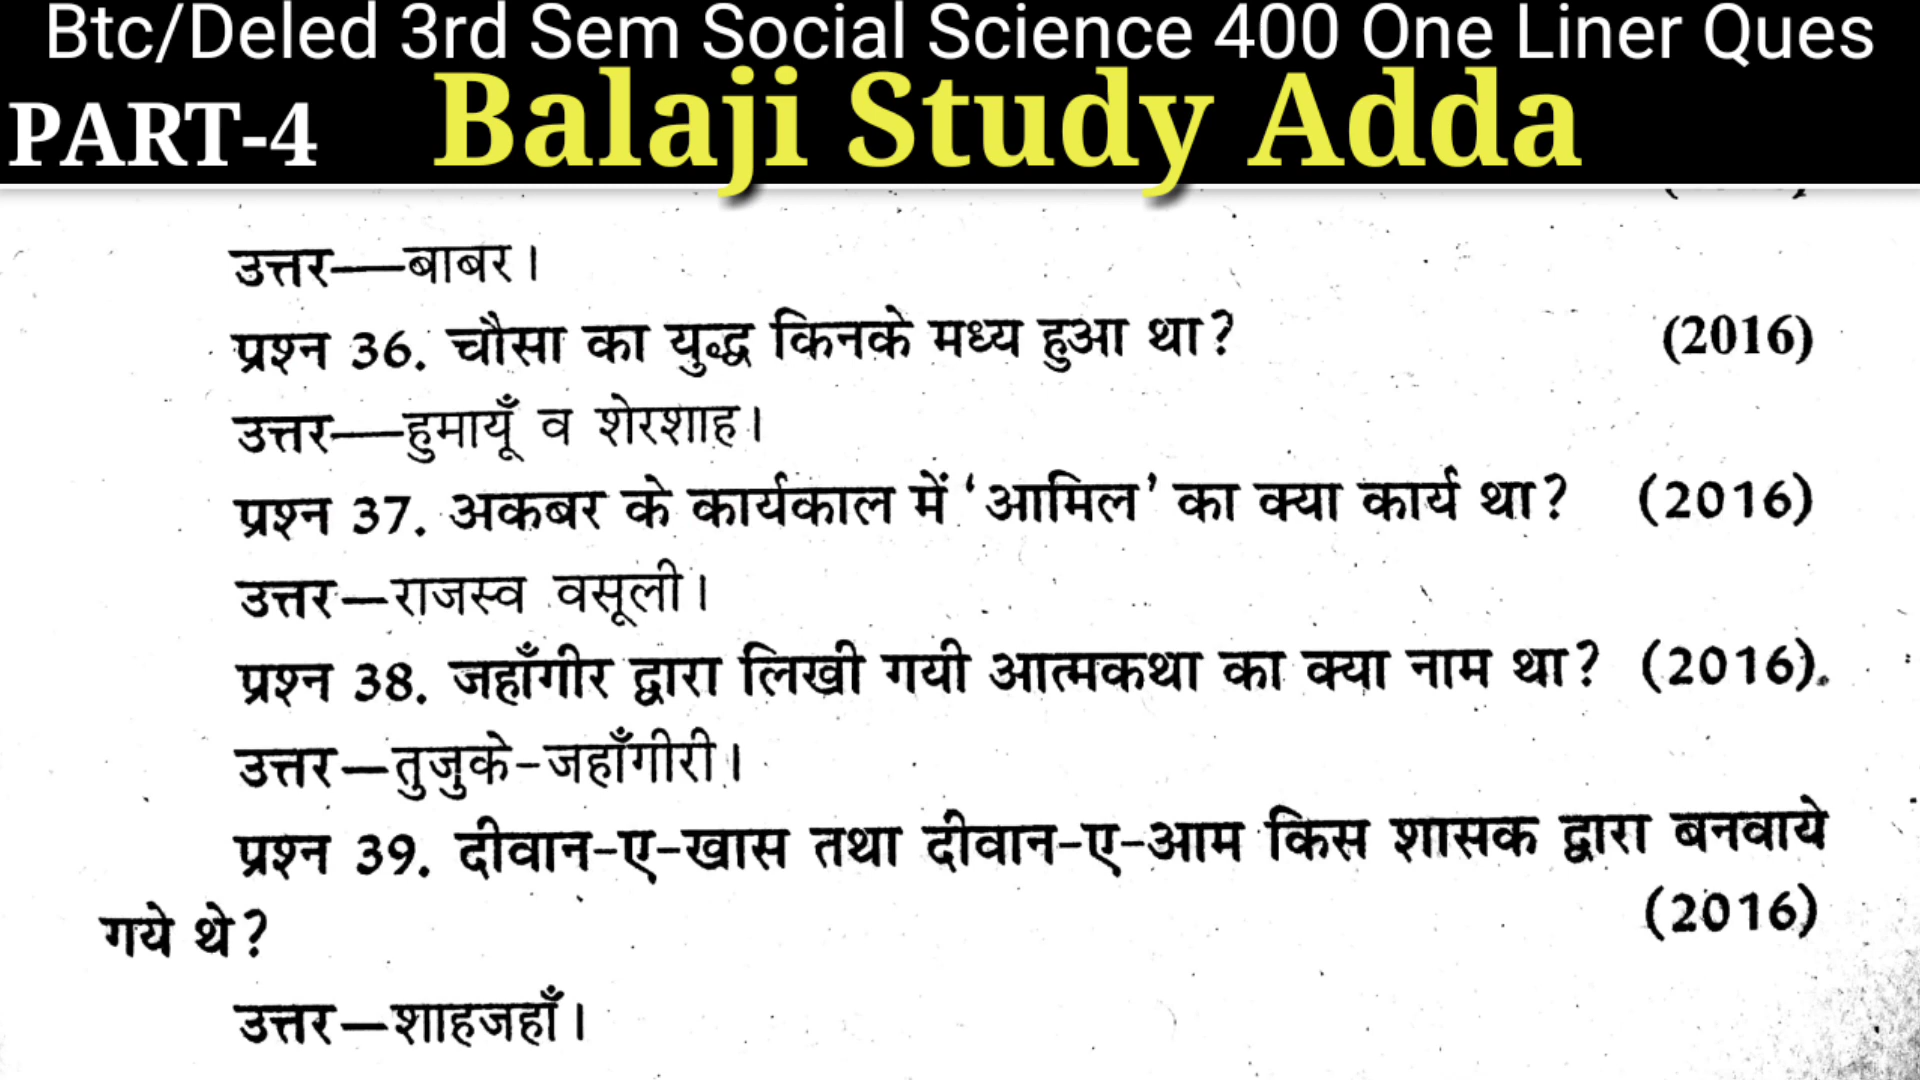 Btc/Deled 3rd Sem Social Science 400 One Liner Ques
PART-4 Balaji Study Adda
उत्तर—बाबर।
प्रश्न 36. चौसा का युद्ध किनके मध्य हुआ था? (2016)
उत्तर—हुमायूँ व शेरशाह।
प्रश्न 37. अकबर के कार्यकाल में ‘आमिल’ का क्या कार्य था? (2016)
उत्तर—राजस्व वसूली।
प्रश्न 38. जहाँगीर द्वारा लिखी गयी आत्मकथा का क्या नाम था? (2016).
उत्तर—तुजुके-जहाँगीरी।
प्रश्न 39. दीवान-ए-खास तथा दीवान-ए-आम किस शासक द्वारा बनवाये
गये थे? (2016)
उत्तर—शाहजहाँ।